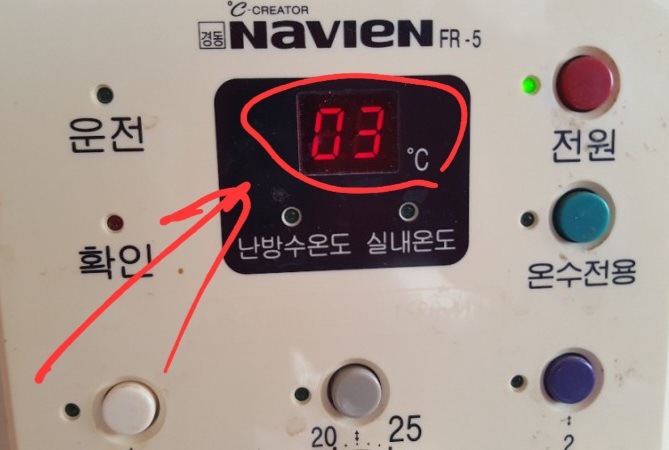 ℃-CREATOR
경동 NAVIEN FR-5
03 ℃
운전
전원
난방수온도 실내온도
확인
온수전용
20 25
2